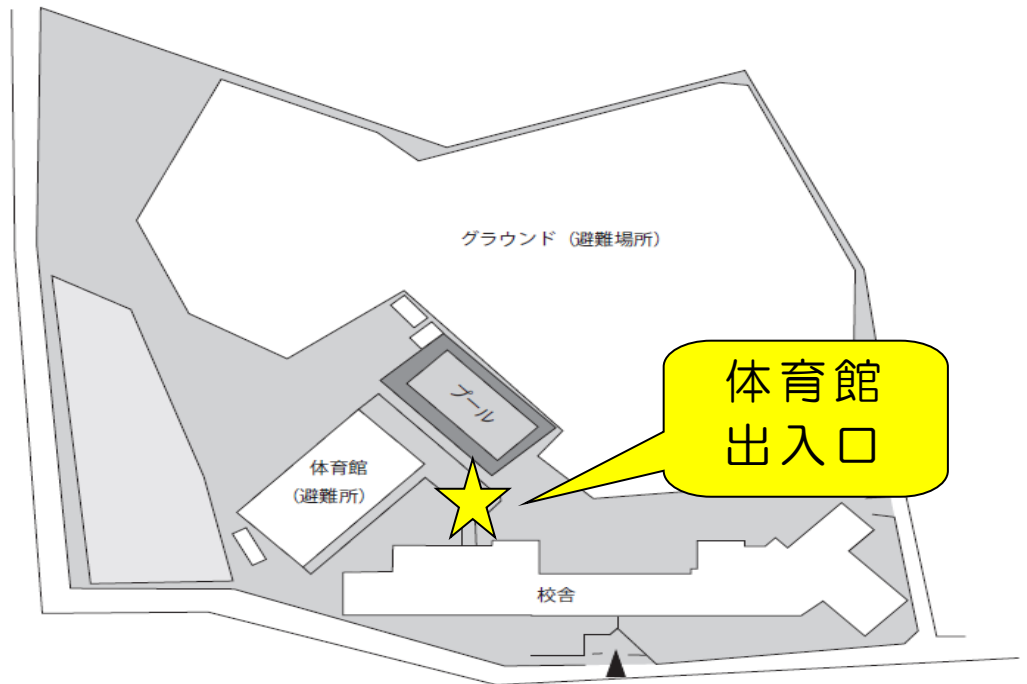 グラウンド（避難場所）
プール
体育館
出入口
体育館
（避難所）
校舎